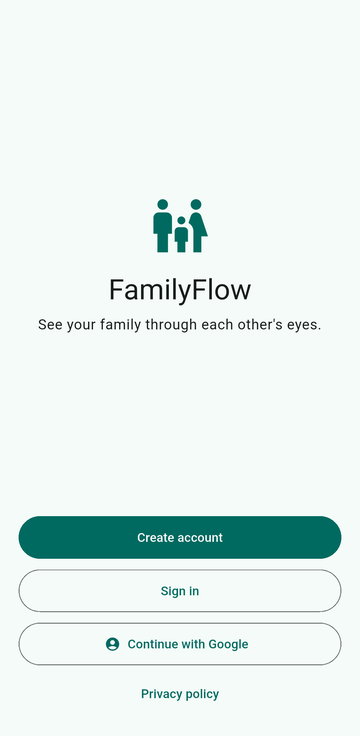 FamilyFlow
See your family through each other's eyes.
Create account
Sign in
Continue with Google
Privacy policy